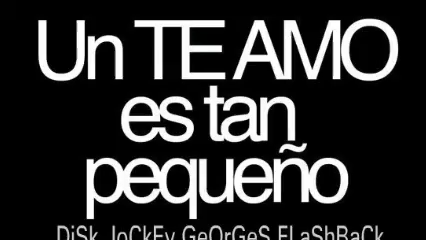 Un TE AMO
es tan
pequeño
DiSk JoCkEy GeOrGeS FLaShBaCk